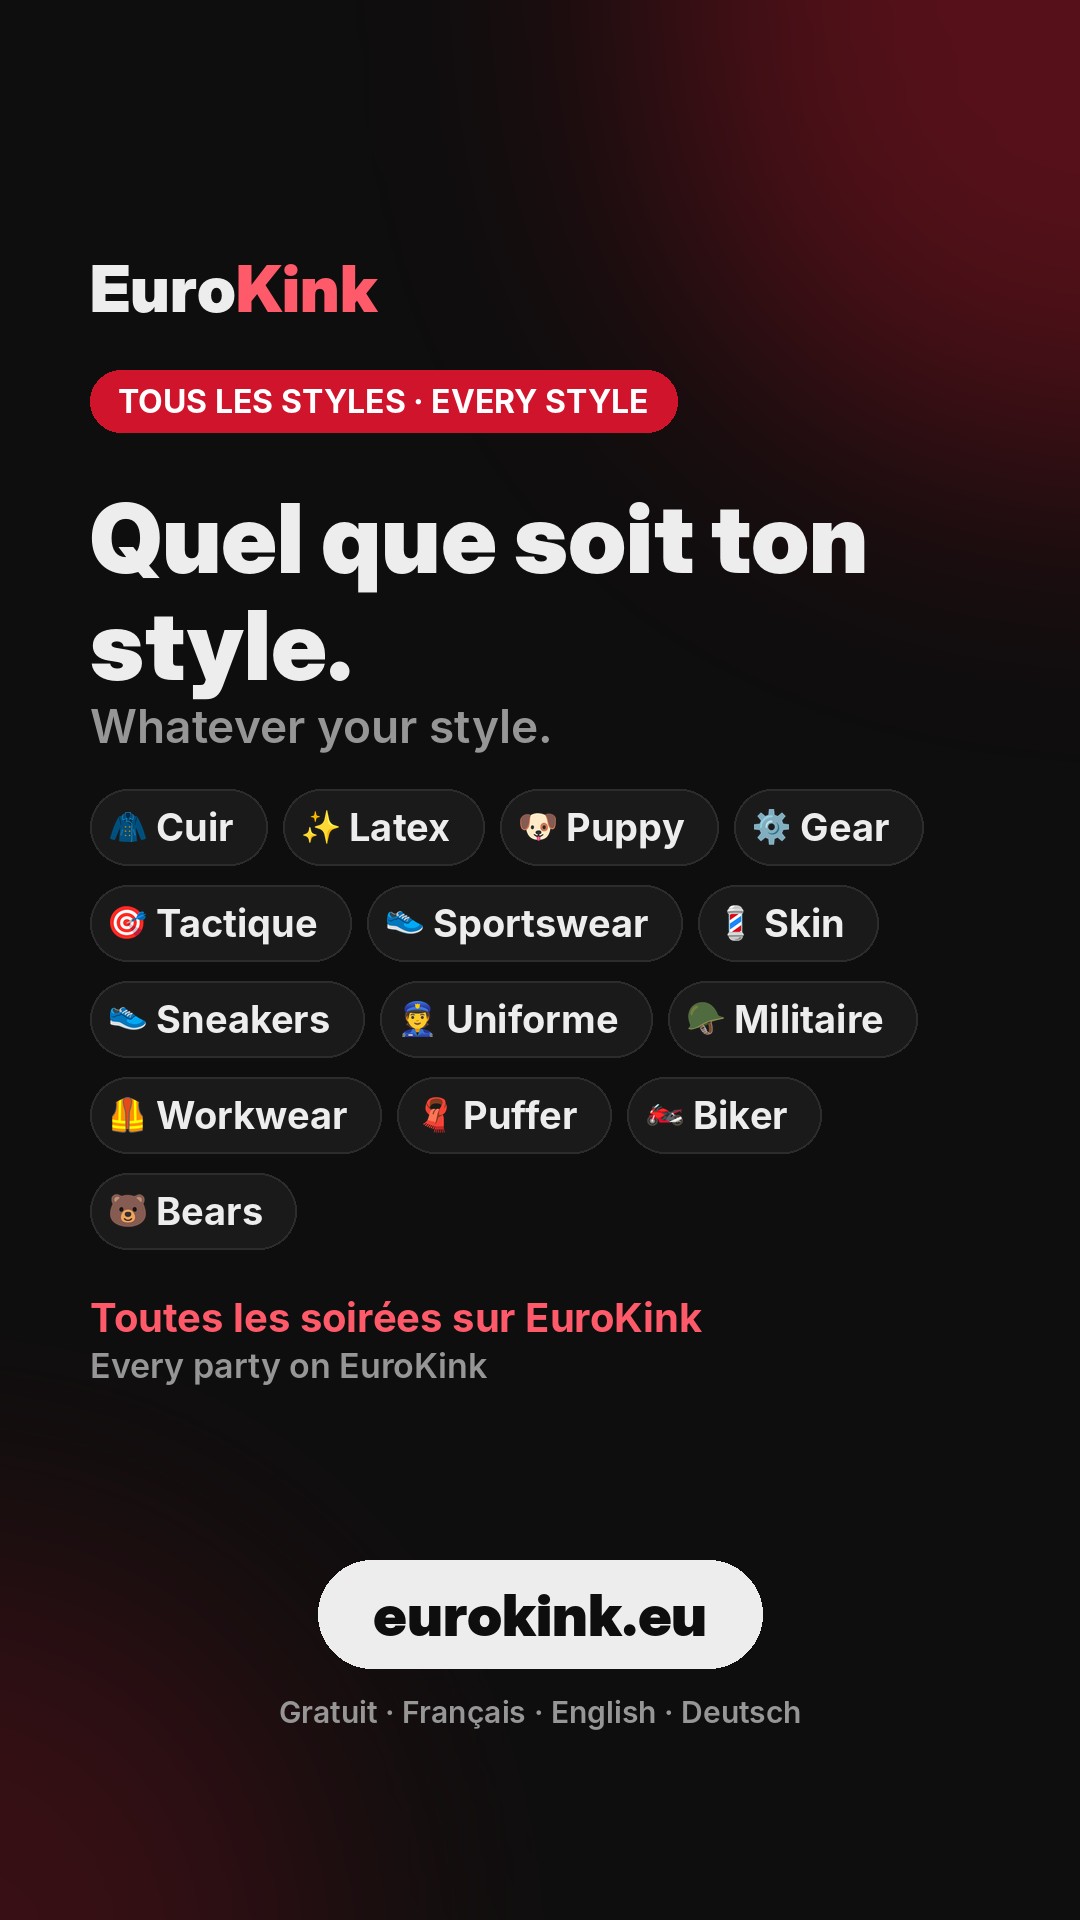 EuroKink
TOUS LES STYLES · EVERY STYLE
Quel que soit ton
style.
Whatever your style.
🧥 Cuir ✨ Latex 🐶 Puppy ⚙️ Gear
🎯 Tactique 👟 Sportswear 💈 Skin
👟 Sneakers 👮 Uniforme 🪖 Militaire
🦺 Workwear 🧣 Puffer 🏍️ Biker
🐻 Bears
Toutes les soirées sur EuroKink
Every party on EuroKink
eurokink.eu
Gratuit · Français · English · Deutsch